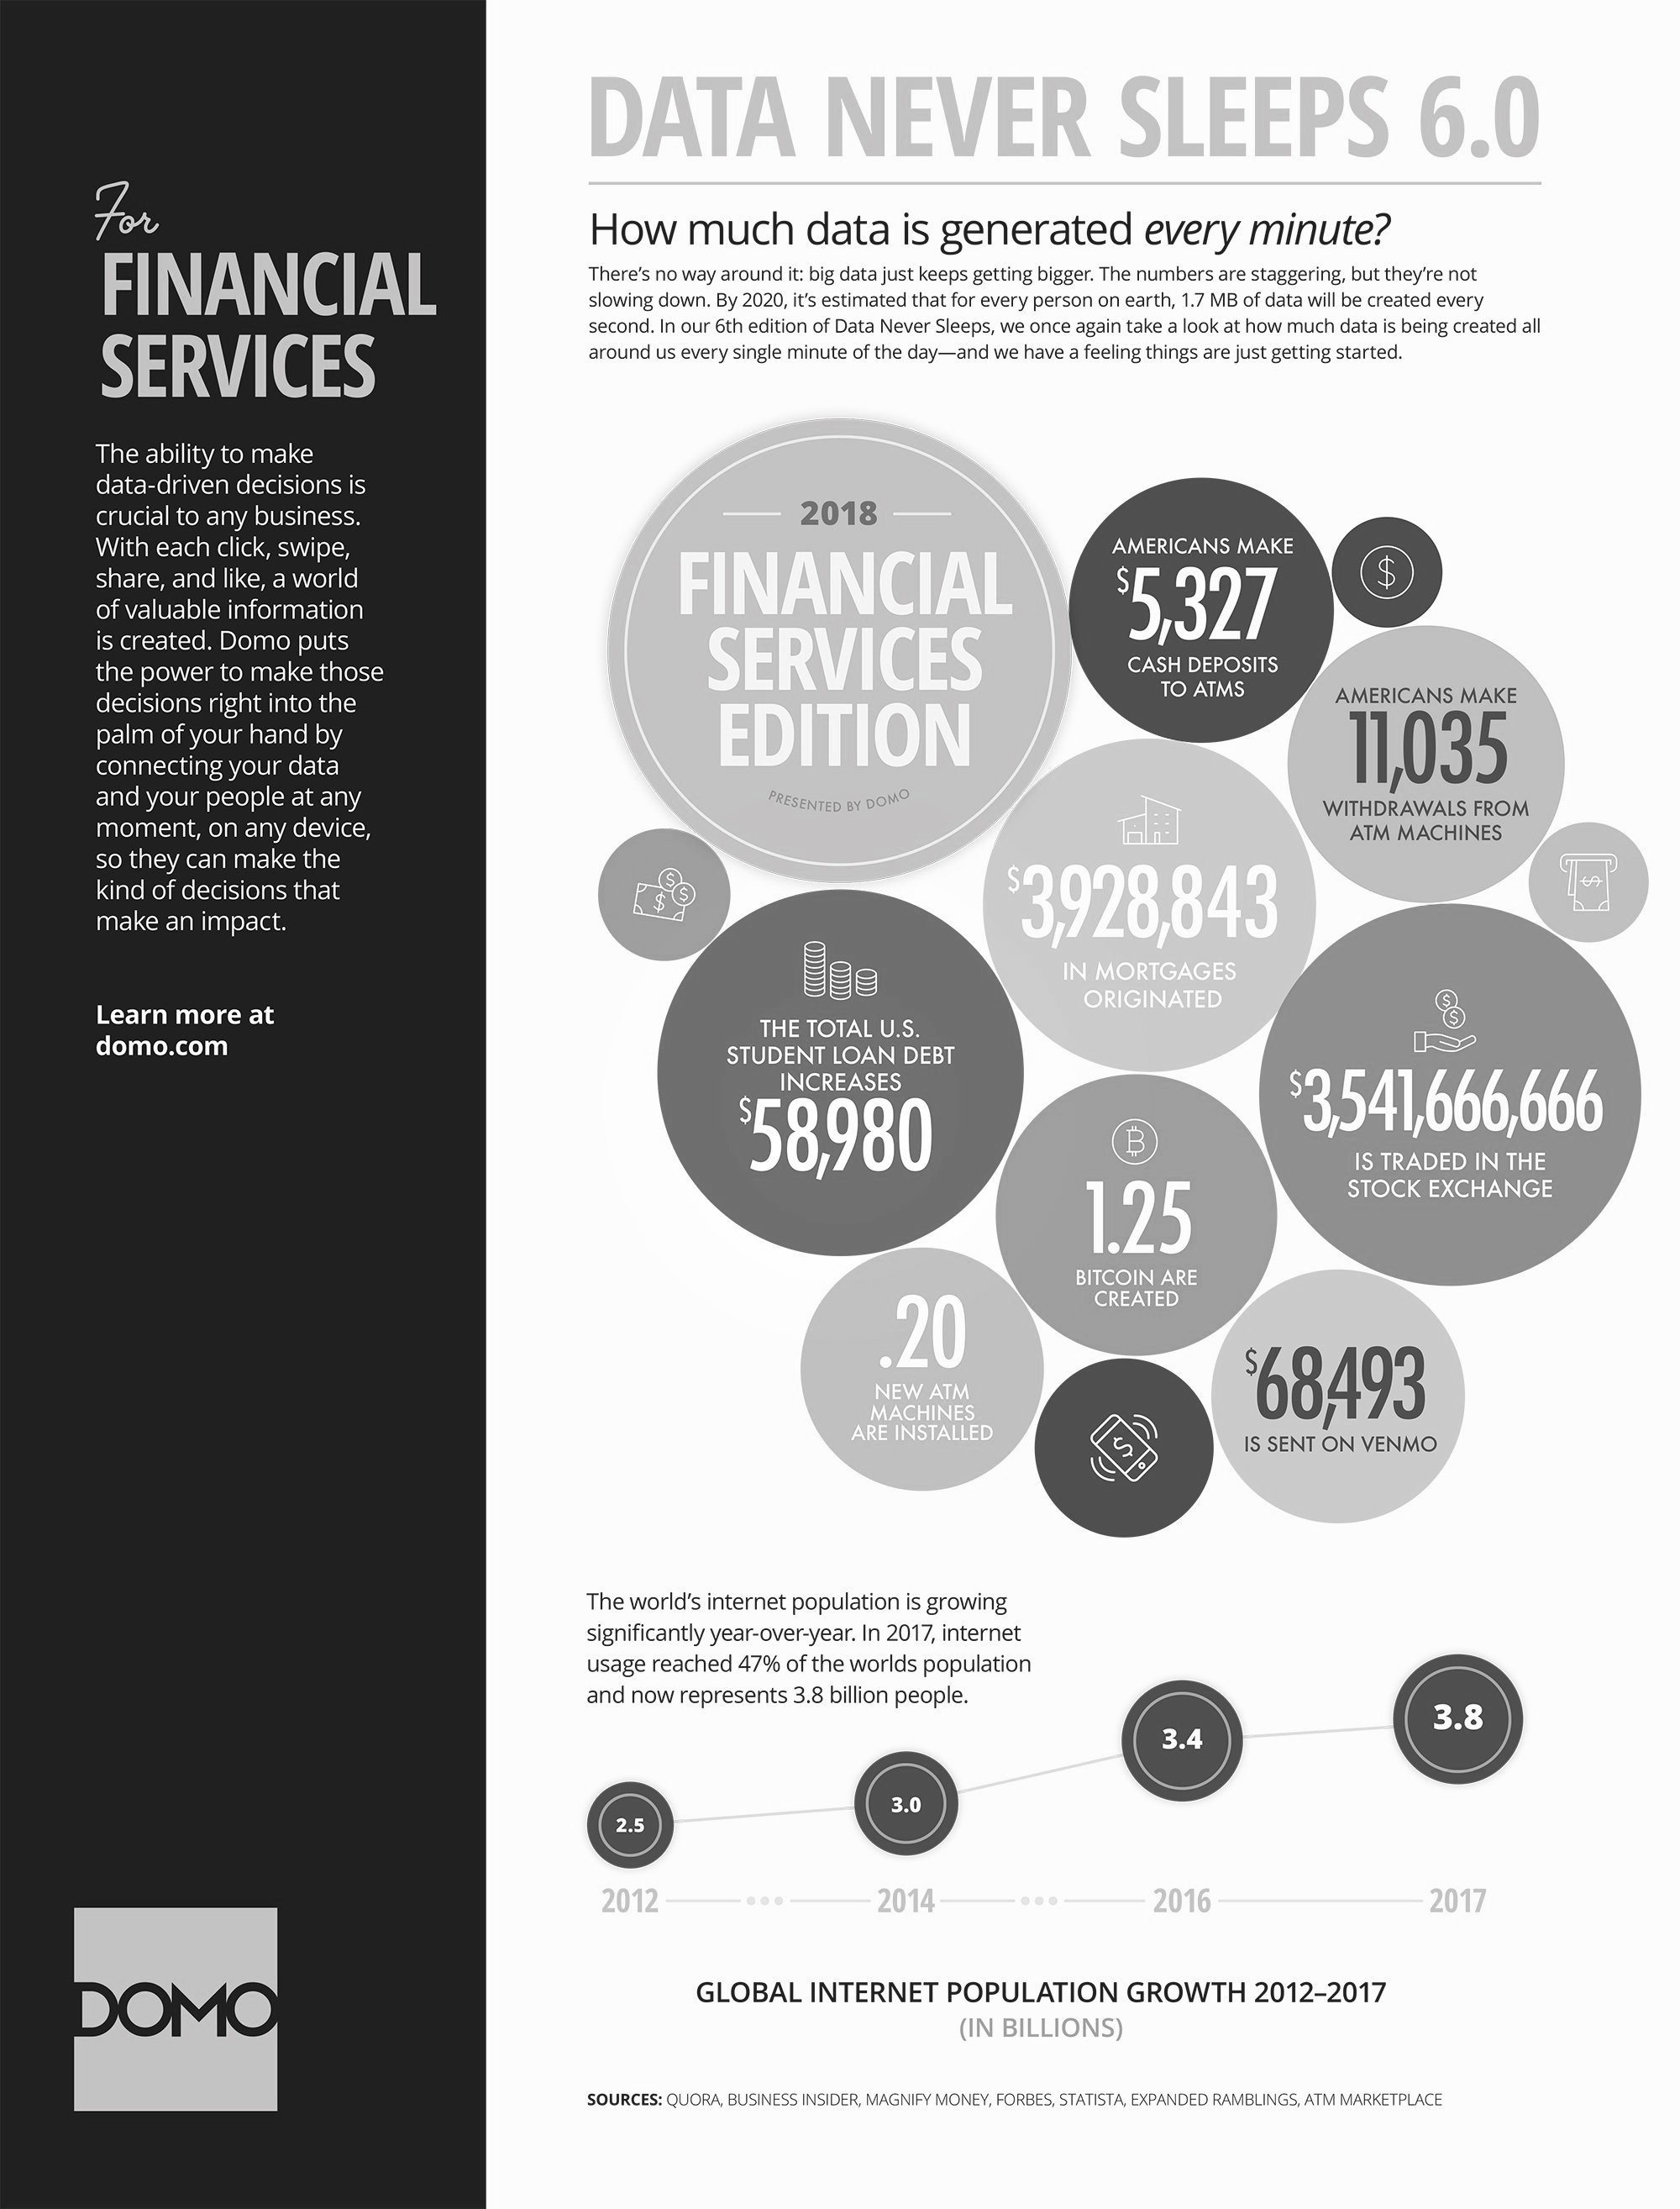 For
FINANCIAL
SERVICES
The ability to make
data-driven decisions is
crucial to any business.
With each click, swipe,
share, and like, a world
of valuable information
is created. Domo puts
the power to make those
decisions right into the
palm of your hand by
connecting your data
and your people at any
moment, on any device,
so they can make the
kind of decisions that
make an impact.
Learn more at
domo.com
DOMO
DATA NEVER SLEEPS 6.0
How much data is generated every minute?
There’s no way around it: big data just keeps getting bigger. The numbers are staggering, but they’re not
slowing down. By 2020, it’s estimated that for every person on earth, 1.7 MB of data will be created every
second. In our 6th edition of Data Never Sleeps, we once again take a look at how much data is being created all
around us every single minute of the day—and we have a feeling things are just getting started.
2018
FINANCIAL
SERVICES
EDITION
PRESENTED BY DOMO
AMERICANS MAKE
$5,327
CASH DEPOSITS
TO ATMS
$
AMERICANS MAKE
11,035
WITHDRAWALS FROM
ATM MACHINES
$3,928,843
IN MORTGAGES
ORIGINATED
THE TOTAL U.S.
STUDENT LOAN DEBT
INCREASES
$58,980
$3,541,666,666
IS TRADED IN THE
STOCK EXCHANGE
1.25
BITCOIN ARE
CREATED
.20
NEW ATM
MACHINES
ARE INSTALLED
$68,493
IS SENT ON VENMO
The world’s internet population is growing
significantly year-over-year. In 2017, internet
usage reached 47% of the worlds population
and now represents 3.8 billion people.
2.5
3.0
3.4
3.8
2012
2014
2016
2017
GLOBAL INTERNET POPULATION GROWTH 2012–2017
(IN BILLIONS)
SOURCES: QUORA, BUSINESS INSIDER, MAGNIFY MONEY, FORBES, STATISTA, EXPANDED RAMBLINGS, ATM MARKETPLACE